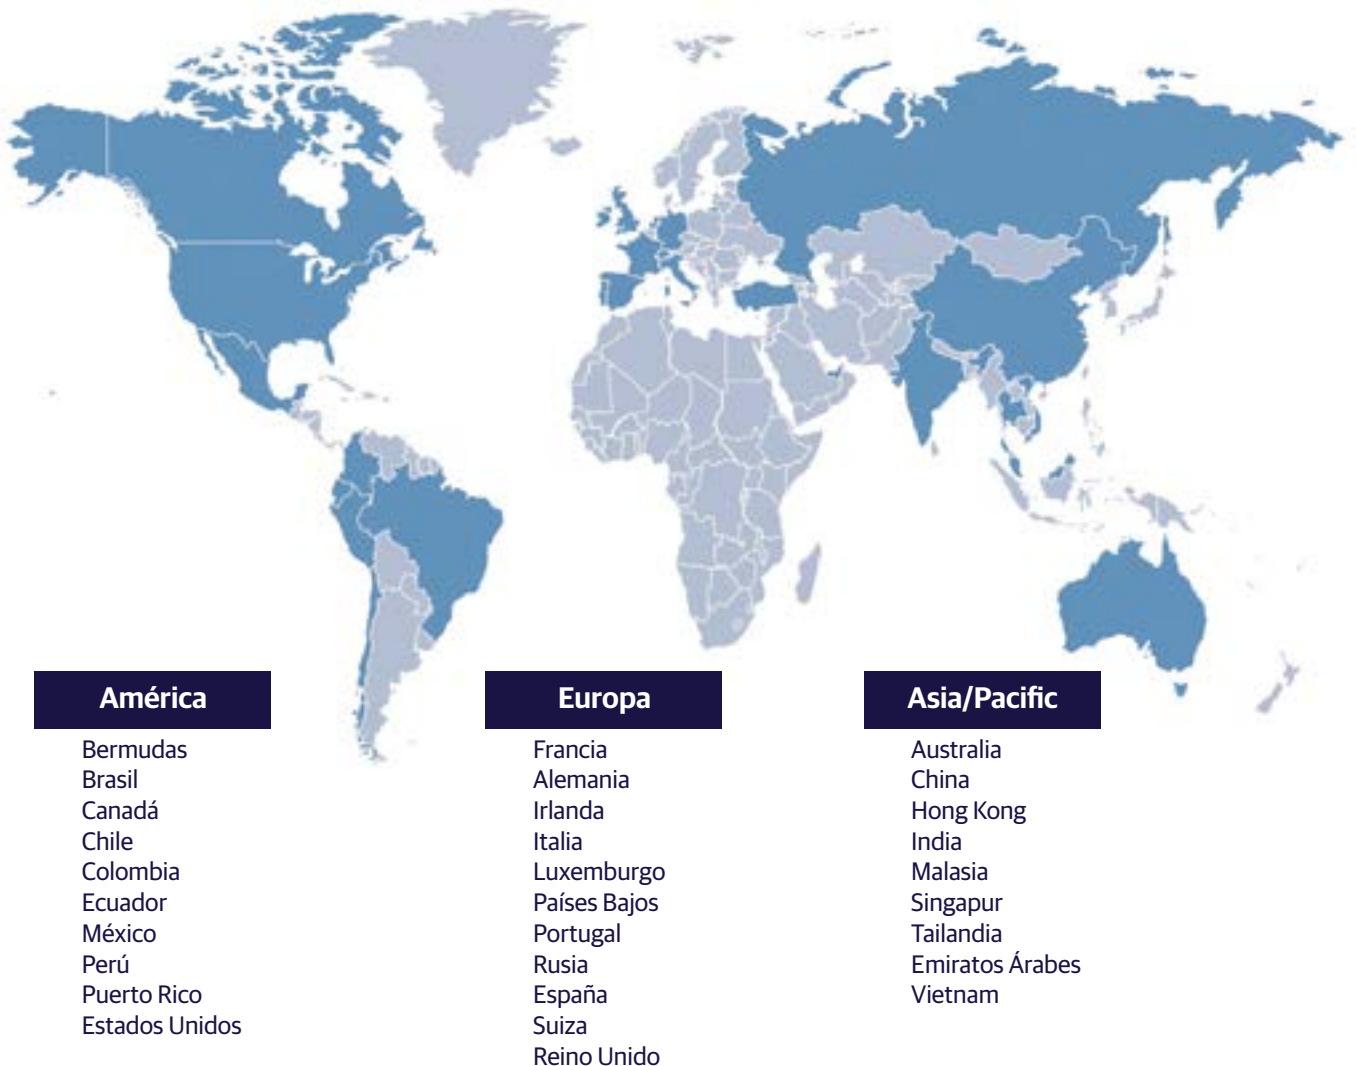 América
Bermudas
Brasil
Canadá
Chile
Colombia
Ecuador
México
Perú
Puerto Rico
Estados Unidos
Europa
Francia
Alemania
Irlanda
Italia
Luxemburgo
Países Bajos
Portugal
Rusia
España
Suiza
Reino Unido
Asia/Pacific
Australia
China
Hong Kong
India
Malasia
Singapur
Tailandia
Emiratos Árabes
Vietnam